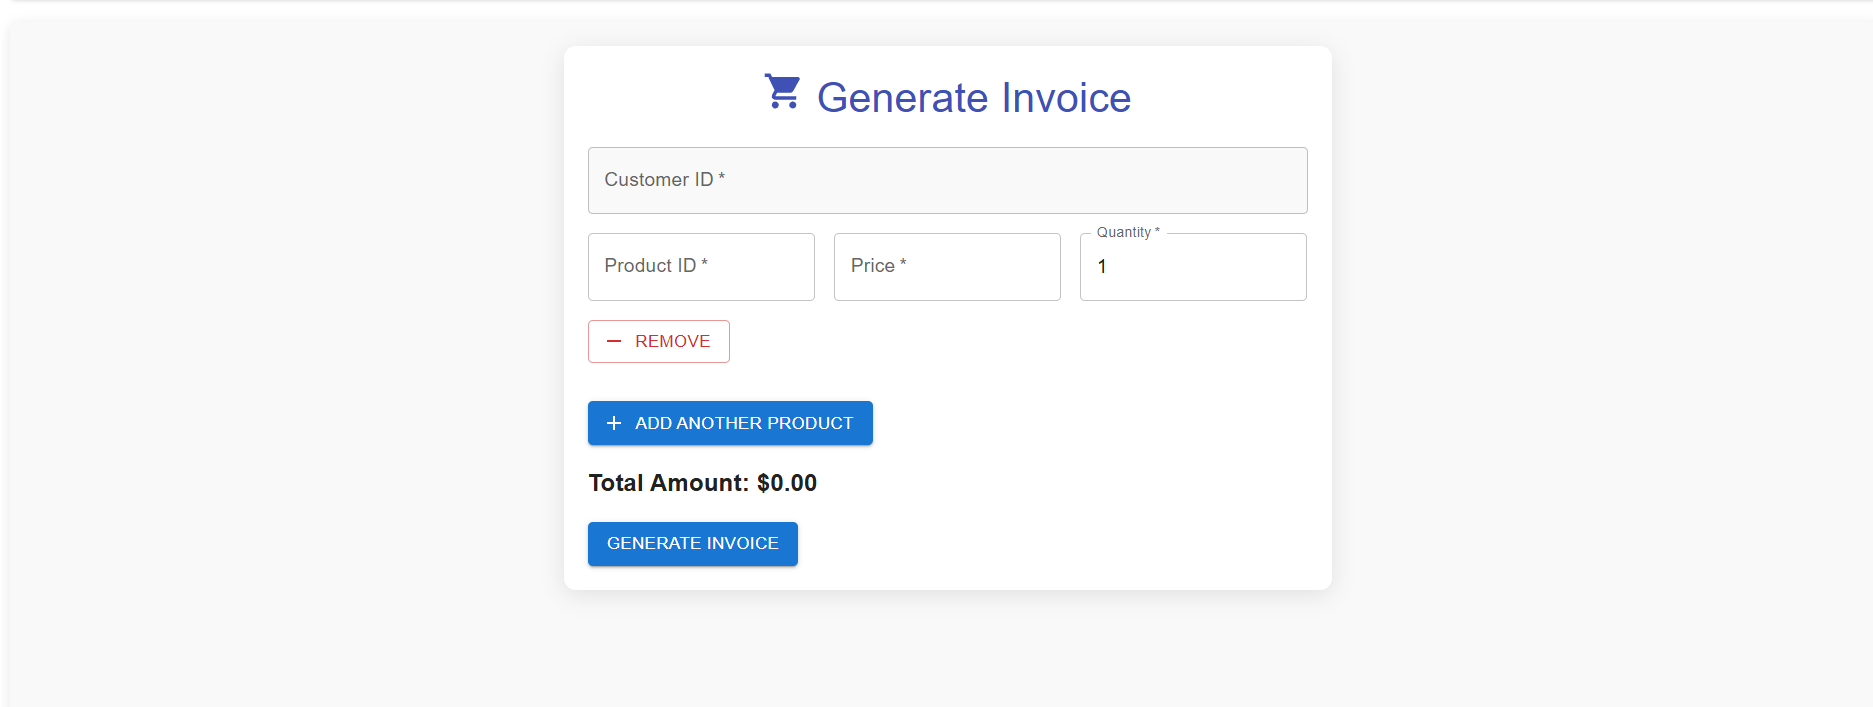 Generate Invoice
Customer ID *
Product ID *
Price *
Quantity *
1
REMOVE
ADD ANOTHER PRODUCT
Total Amount: $0.00
GENERATE INVOICE